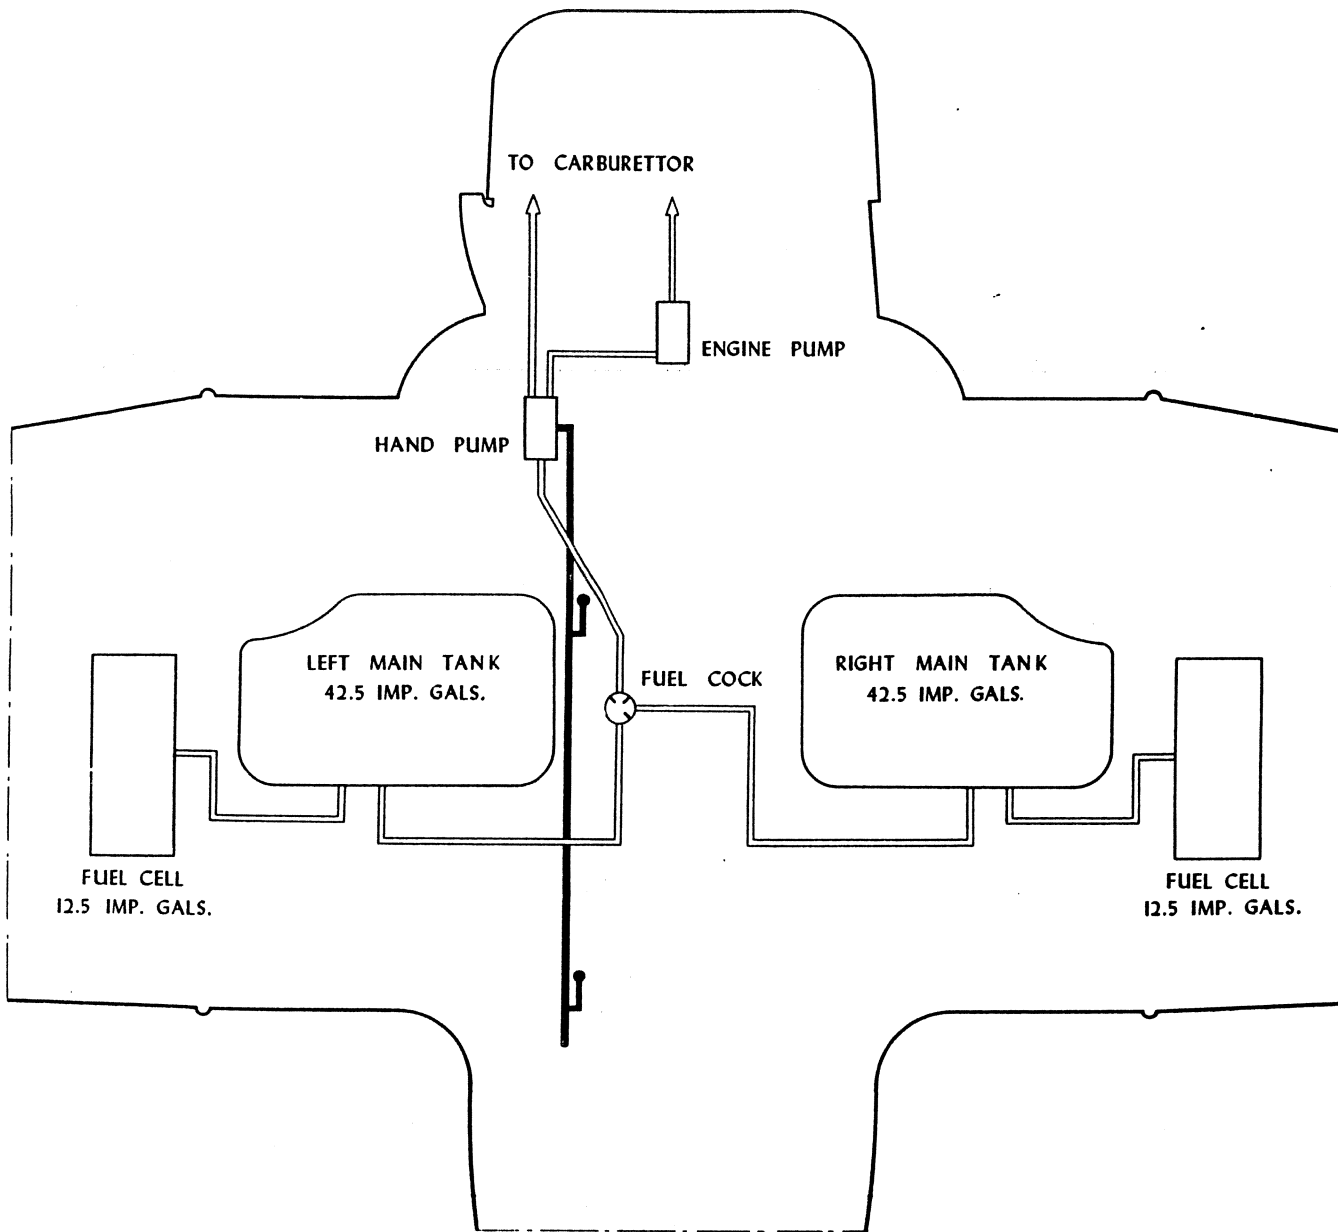 TO CARBURETTOR
ENGINE PUMP
HAND PUMP
LEFT MAIN TANK
42.5 IMP. GALS.
FUEL COCK
RIGHT MAIN TANK
42.5 IMP. GALS.
FUEL CELL
12.5 IMP. GALS.
FUEL CELL
12.5 IMP. GALS.